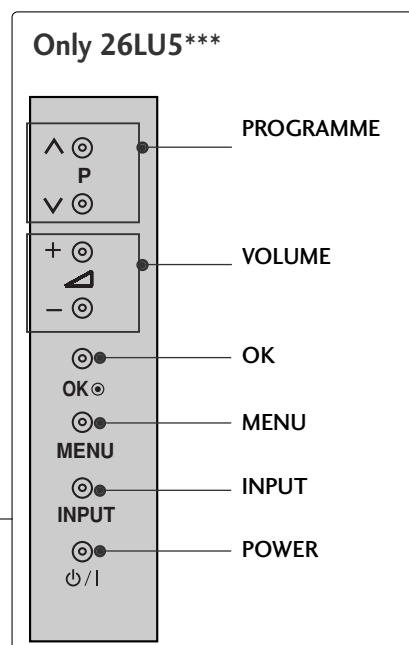 Only 26LU5***
PROGRAMME
P
+
VOLUME
-
OK
OK
MENU
MENU
INPUT
INPUT
POWER
⏻/I